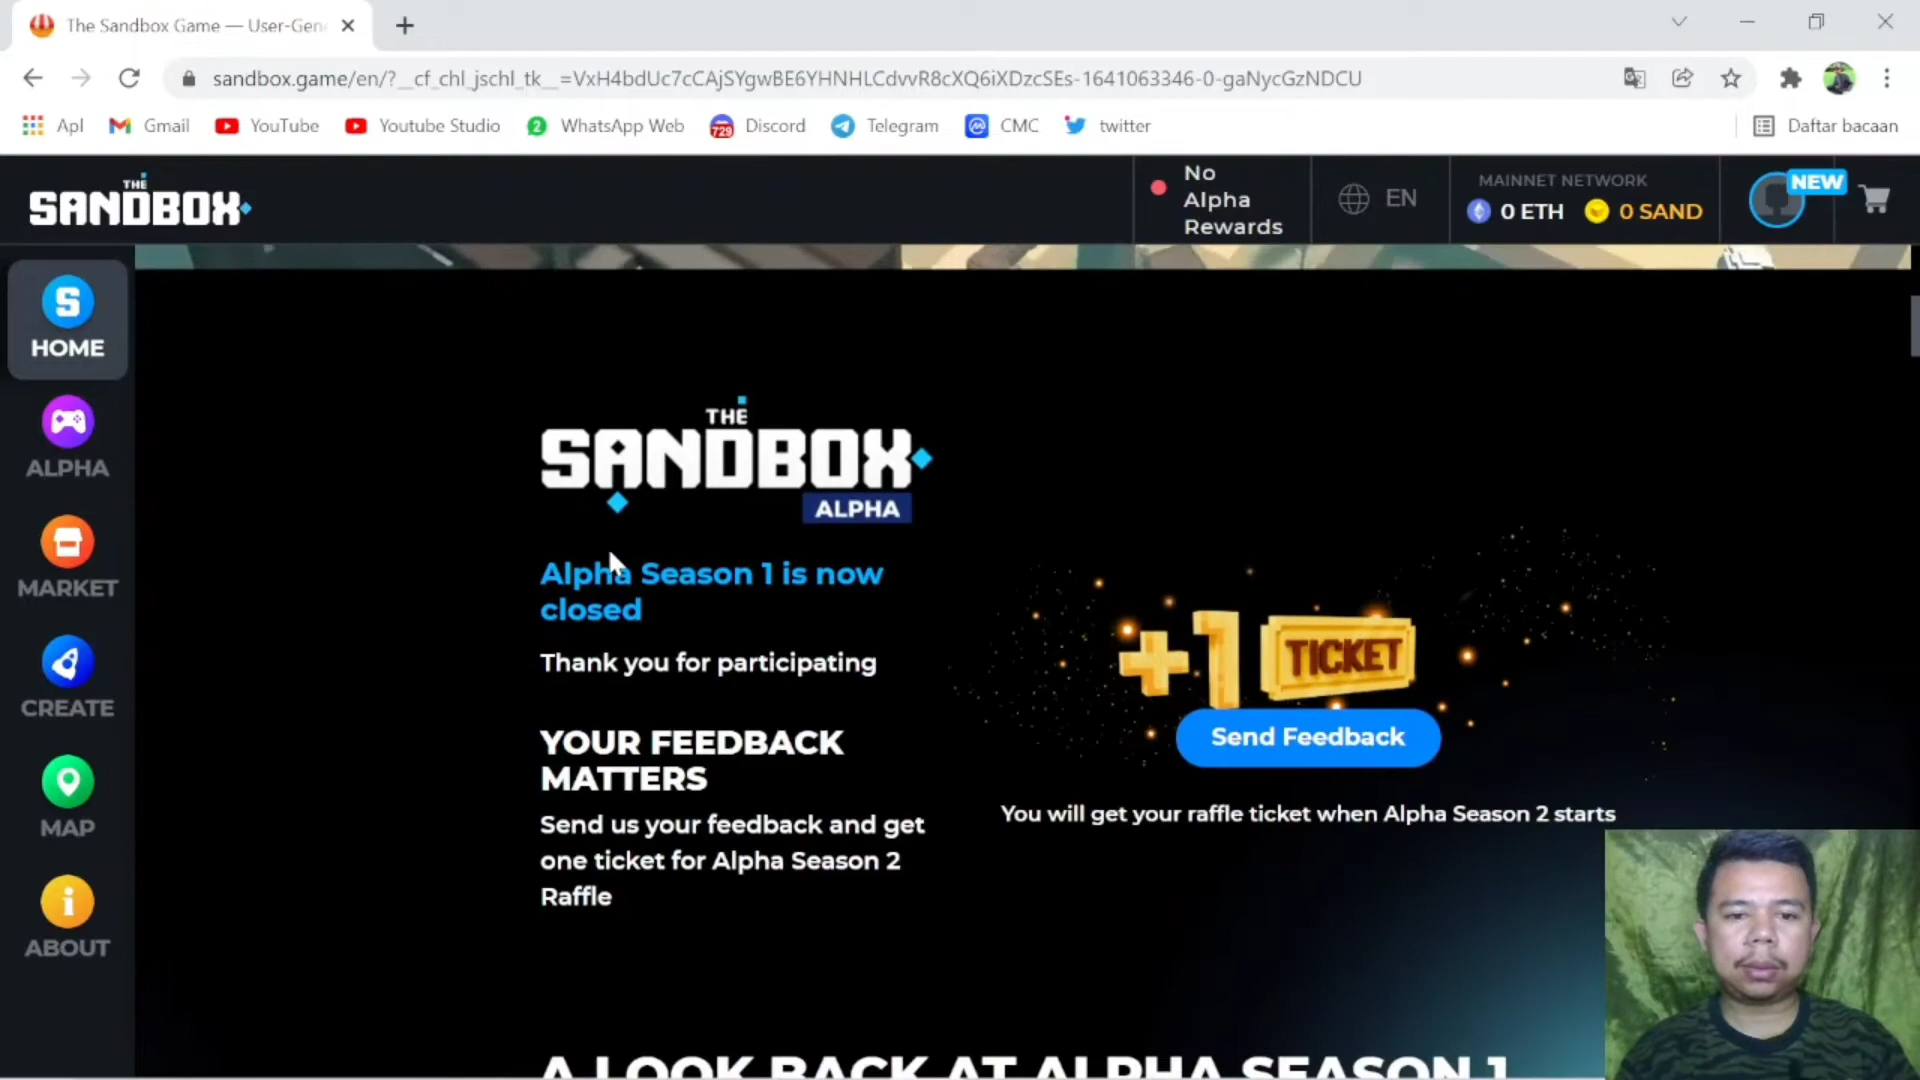 The Sandbox Game — User-Gen
sandbox.game/en/?__cf_chl_jschl_tk__=VxH4bdUc7cCAjSYgwBE6YHNHLCdvvR8cXQ6iXDzcSEs-1641063346-0-gaNycGzNDCU
Apl
Gmail
YouTube
Youtube Studio
2
WhatsApp Web
729
Discord
Telegram
CMC
twitter
Daftar bacaan
THE
SANDBOX
No
Alpha
Rewards
EN
MAINNET NETWORK
0 ETH
0 SAND
NEW
S
HOME
ALPHA
MARKET
CREATE
MAP
i
ABOUT
THE
SANDBOX
ALPHA
Alpha Season 1 is now
closed
Thank you for participating
YOUR FEEDBACK
MATTERS
Send us your feedback and get
one ticket for Alpha Season 2
Raffle
+1 TICKET
Send Feedback
You will get your raffle ticket when Alpha Season 2 starts
A LOOK BACK AT ALPHA SEASON 1